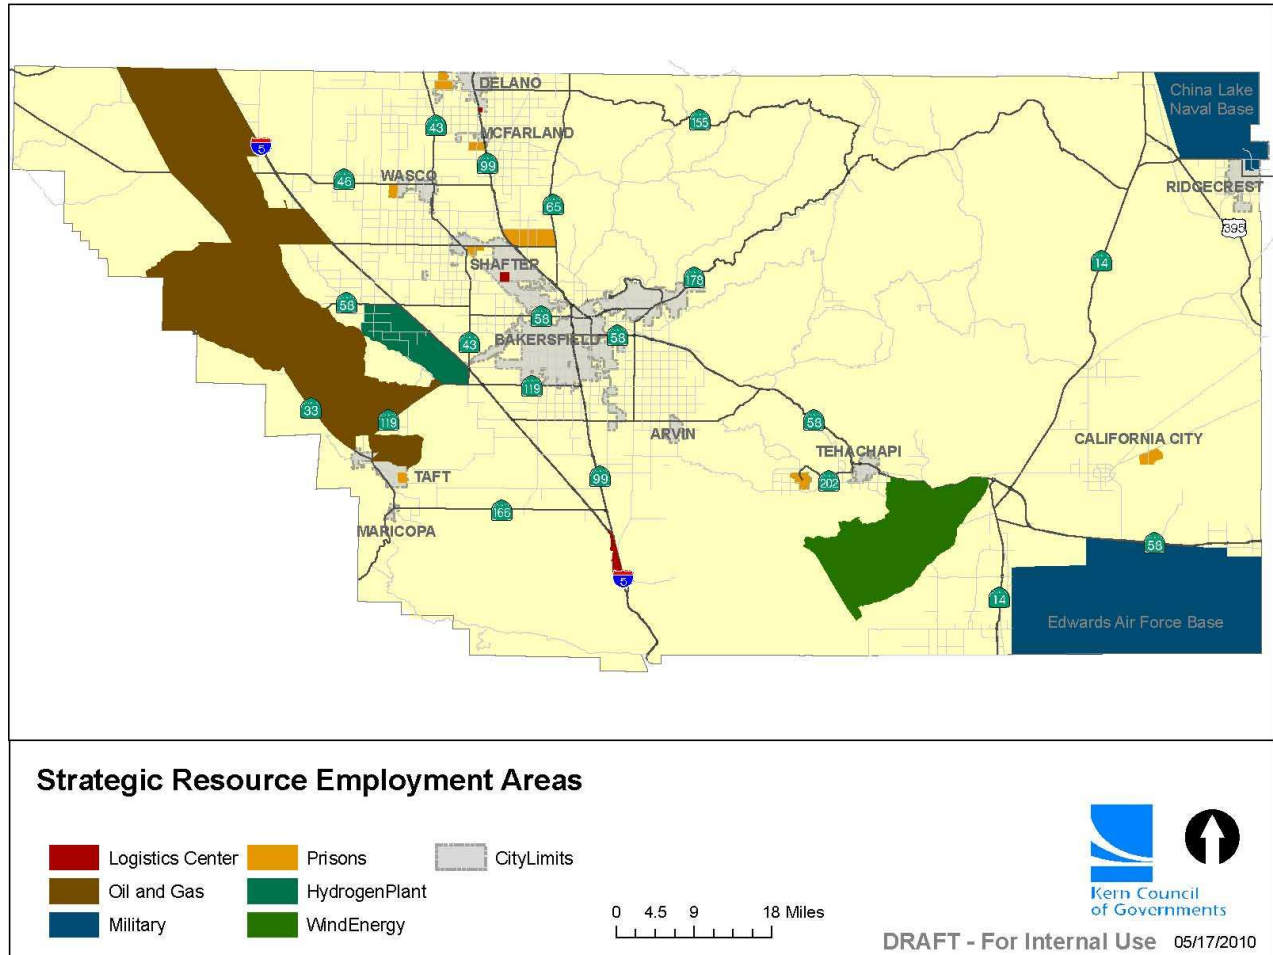 China Lake
Naval Base
DELANO
155
43
MCFARLAND
5
99
WASCO
46
RIDGECREST
65
395
SHAFTER
14
178
58
58
BAKERSFIELD
58
43
119
33
119
58
ARVIN
CALIFORNIA CITY
TEHACHAPI
TAFT
99
202
166
MARICOPA
58
5
14
Edwards Air Force Base
Strategic Resource Employment Areas
Logistics Center
Prisons
CityLimits
Oil and Gas
HydrogenPlant
Military
WindEnergy
0 4.5 9 18 Miles
Kern Council
of Governments
DRAFT - For Internal Use 05/17/2010